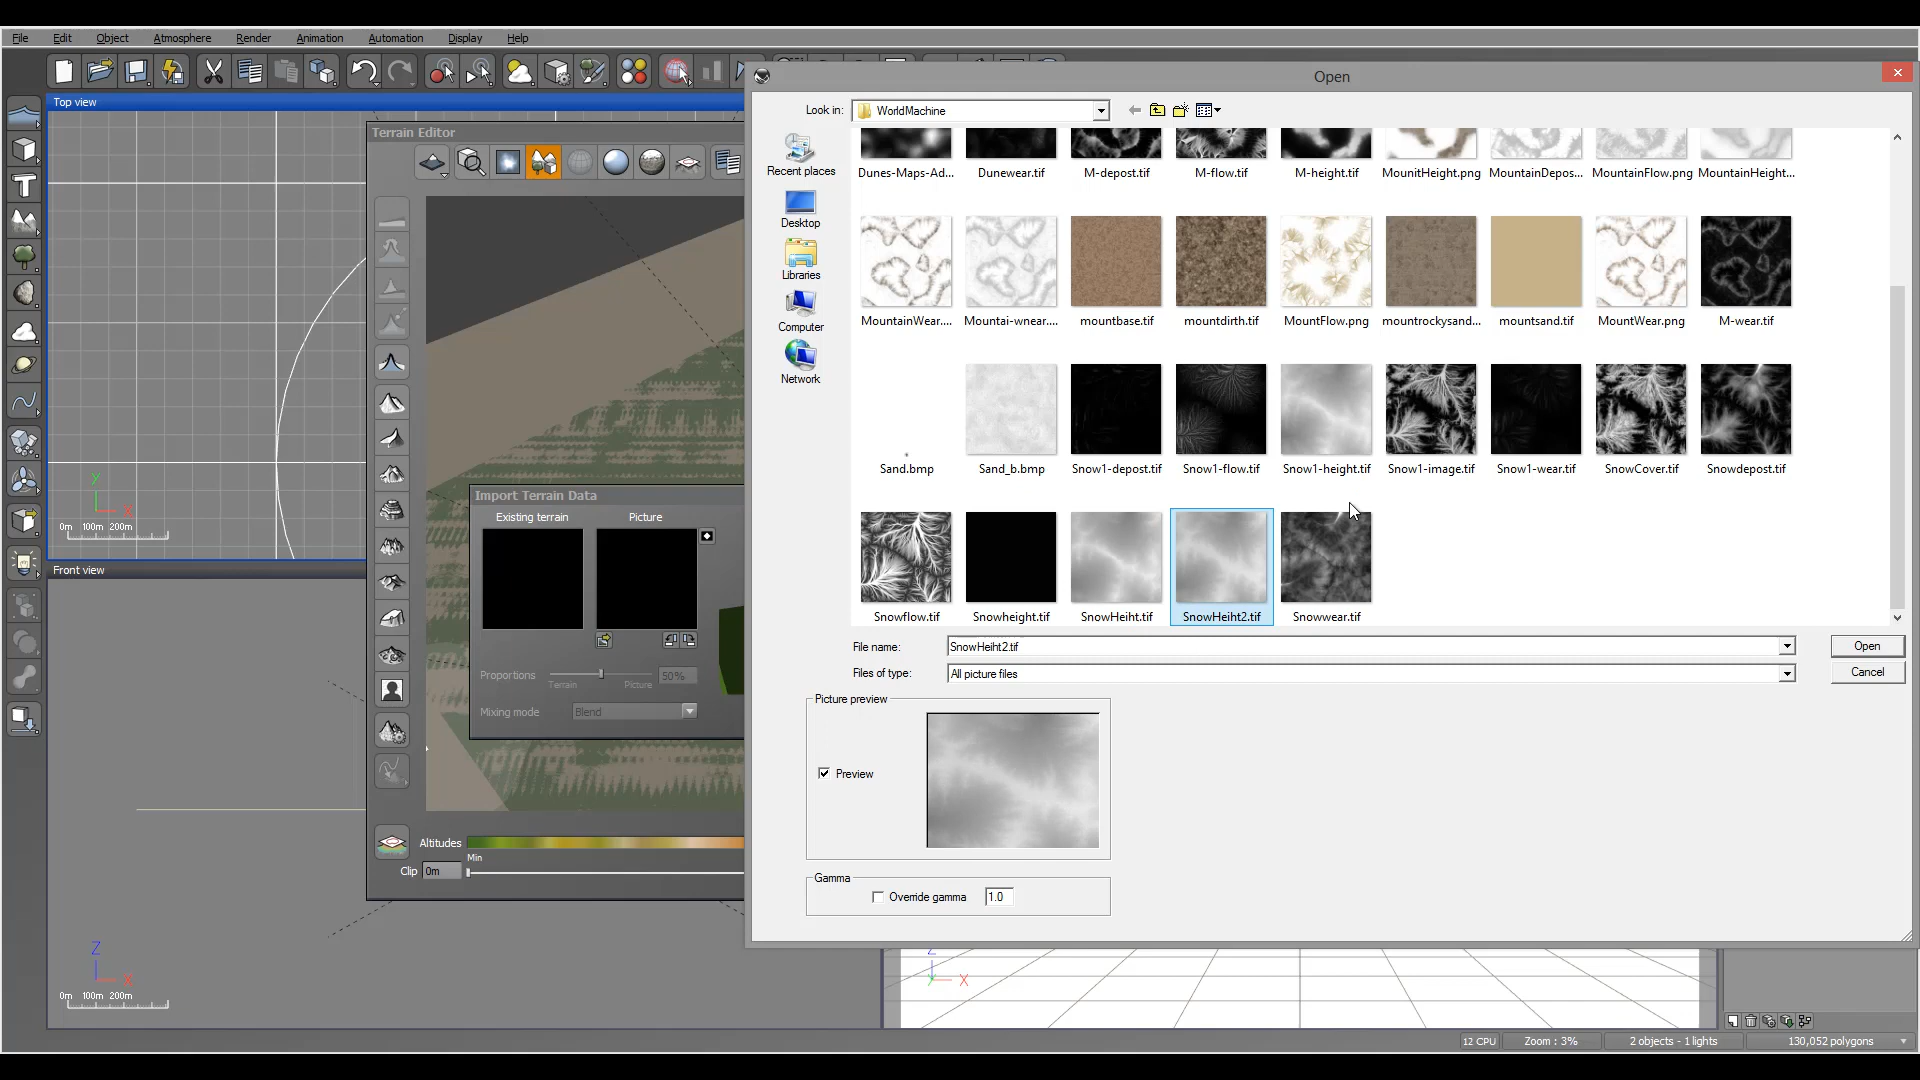 File Edit Object Atmosphere Render Animation Automation Display Help
Open
Top view
Look in: WorldMachine
Terrain Editor
Recent places
Dunes-Maps-Ad... Dunewear.tif M-depost.tif M-flow.tif M-height.tif MounitHeight.png MountainDepos... MountainFlow.png MountainHeight...
Desktop
Libraries
Computer
MountainWear.... Mountai-wnear.... mountbase.tif mountdirth.tif MountFlow.png mountrockysand... mountsand.tif MountWear.png M-wear.tif
Network
Sand.bmp Sand_b.bmp Snow1-depost.tif Snow1-flow.tif Snow1-height.tif Snow1-image.tif Snow1-wear.tif SnowCover.tif Snowdepost.tif
y
x
0m 100m 200m
Import Terrain Data
Existing terrain Picture
Front view
Snowflow.tif Snowheight.tif SnowHeiht.tif SnowHeiht2.tif Snowwear.tif
File name: SnowHeiht2.tif Open
Files of type: All picture files Cancel
Proportions 50%
Terrain Picture
Mixing mode Blend
Picture preview
Preview
Altitudes
Min
Clip 0m
Gamma
Override gamma 1.0
Z
X
0m 100m 200m
Z
Y X
12 CPU Zoom : 3% 2 objects - 1 lights 130,052 polygons